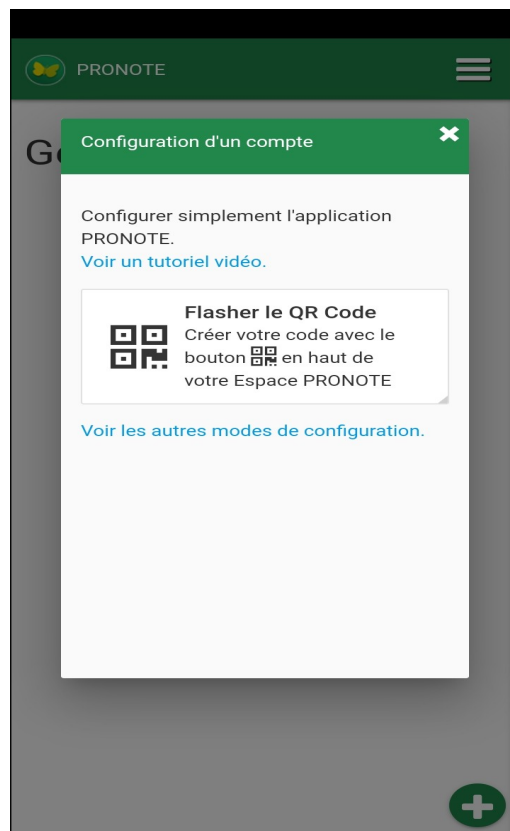 PRONOTE
Ge
Configuration d'un compte
Configurer simplement l'application
PRONOTE.
Voir un tutoriel vidéo.
Flasher le QR Code
Créer votre code avec le
bouton en haut de
votre Espace PRONOTE
Voir les autres modes de configuration.